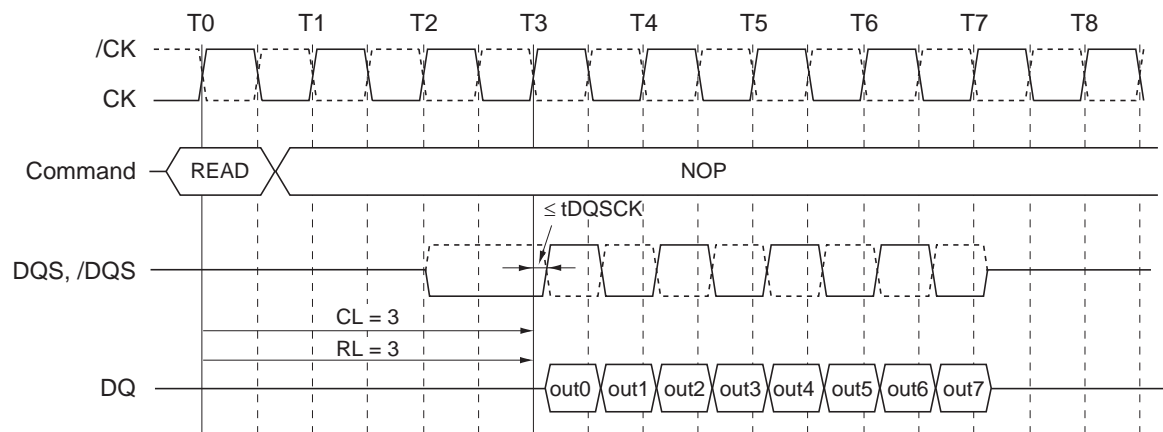 T0 T1 T2 T3 T4 T5 T6 T7 T8
/CK
CK
Command READ NOP
≤ tDQSCK
DQS, /DQS
CL = 3
RL = 3
DQ out0 out1 out2 out3 out4 out5 out6 out7